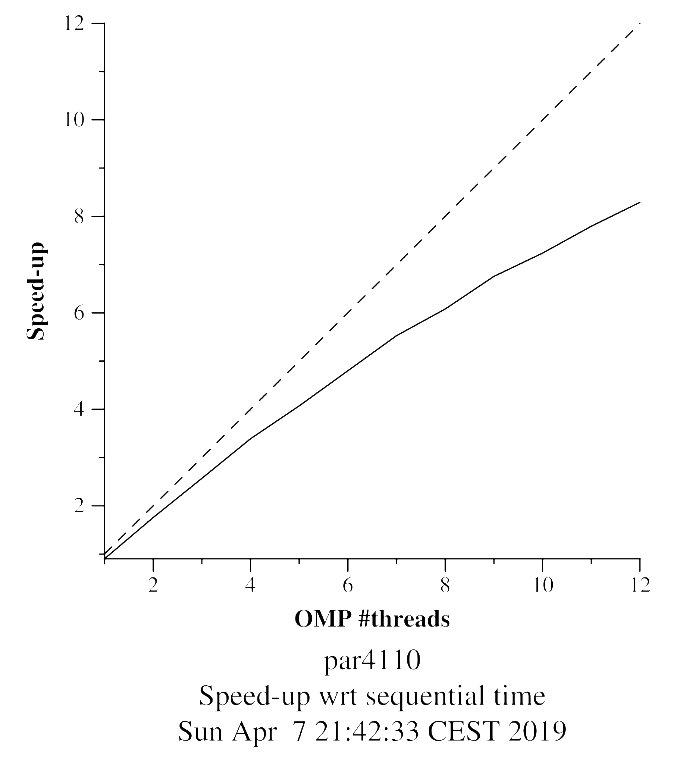 12
10
8
6
4
2
Speed-up
2 4 6 8 10 12
OMP #threads
par4110
Speed-up wrt sequential time
Sun Apr 7 21:42:33 CEST 2019